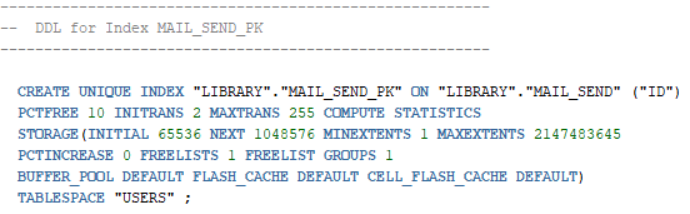 --------------------------------------------------------
--  DDL for Index MAIL_SEND_PK
--------------------------------------------------------
CREATE UNIQUE INDEX "LIBRARY"."MAIL_SEND_PK" ON "LIBRARY"."MAIL_SEND" ("ID")
PCTFREE 10 INITRANS 2 MAXTRANS 255 COMPUTE STATISTICS
STORAGE(INITIAL 65536 NEXT 1048576 MINEXTENTS 1 MAXEXTENTS 2147483645
PCTINCREASE 0 FREELISTS 1 FREELIST GROUPS 1
BUFFER_POOL DEFAULT FLASH_CACHE DEFAULT CELL_FLASH_CACHE DEFAULT)
TABLESPACE "USERS" ;